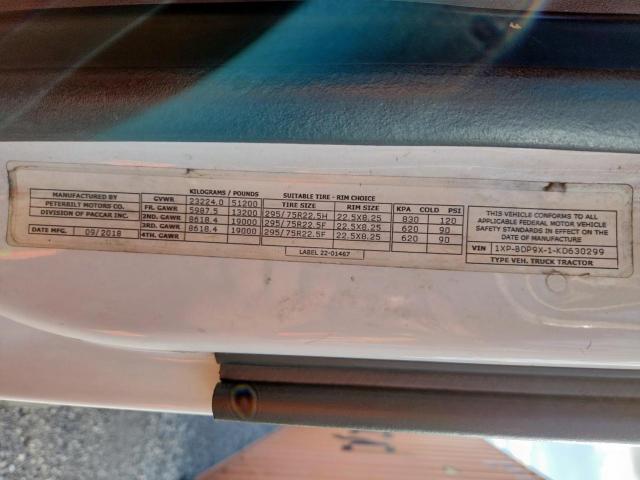 MANUFACTURED BY
PETERBILT MOTORS CO.
DIVISION OF PACCAR INC.
DATE MFG. 09/2018
KILOGRAMS / POUNDS
GVWR 23224.0 51200
FR. GAWR 5987.5 13200
2ND. GAWR 8618.4 19000
3RD. GAWR 8618.4 19000
4TH. GAWR
SUITABLE TIRE - RIM CHOICE
TIRE SIZE RIM SIZE KPA COLD PSI
295/75R22.5H 22.5X8.25 830 120
295/75R22.5F 22.5X8.25 620 90
295/75R22.5F 22.5X8.25 620 90
LABEL 22-01467
THIS VEHICLE CONFORMS TO ALL
APPLICABLE FEDERAL MOTOR VEHICLE
SAFETY STANDARDS IN EFFECT ON THE
DATE OF MANUFACTURE
VIN 1XP-BDP9X-1-KD630299
TYPE VEH. TRUCK TRACTOR